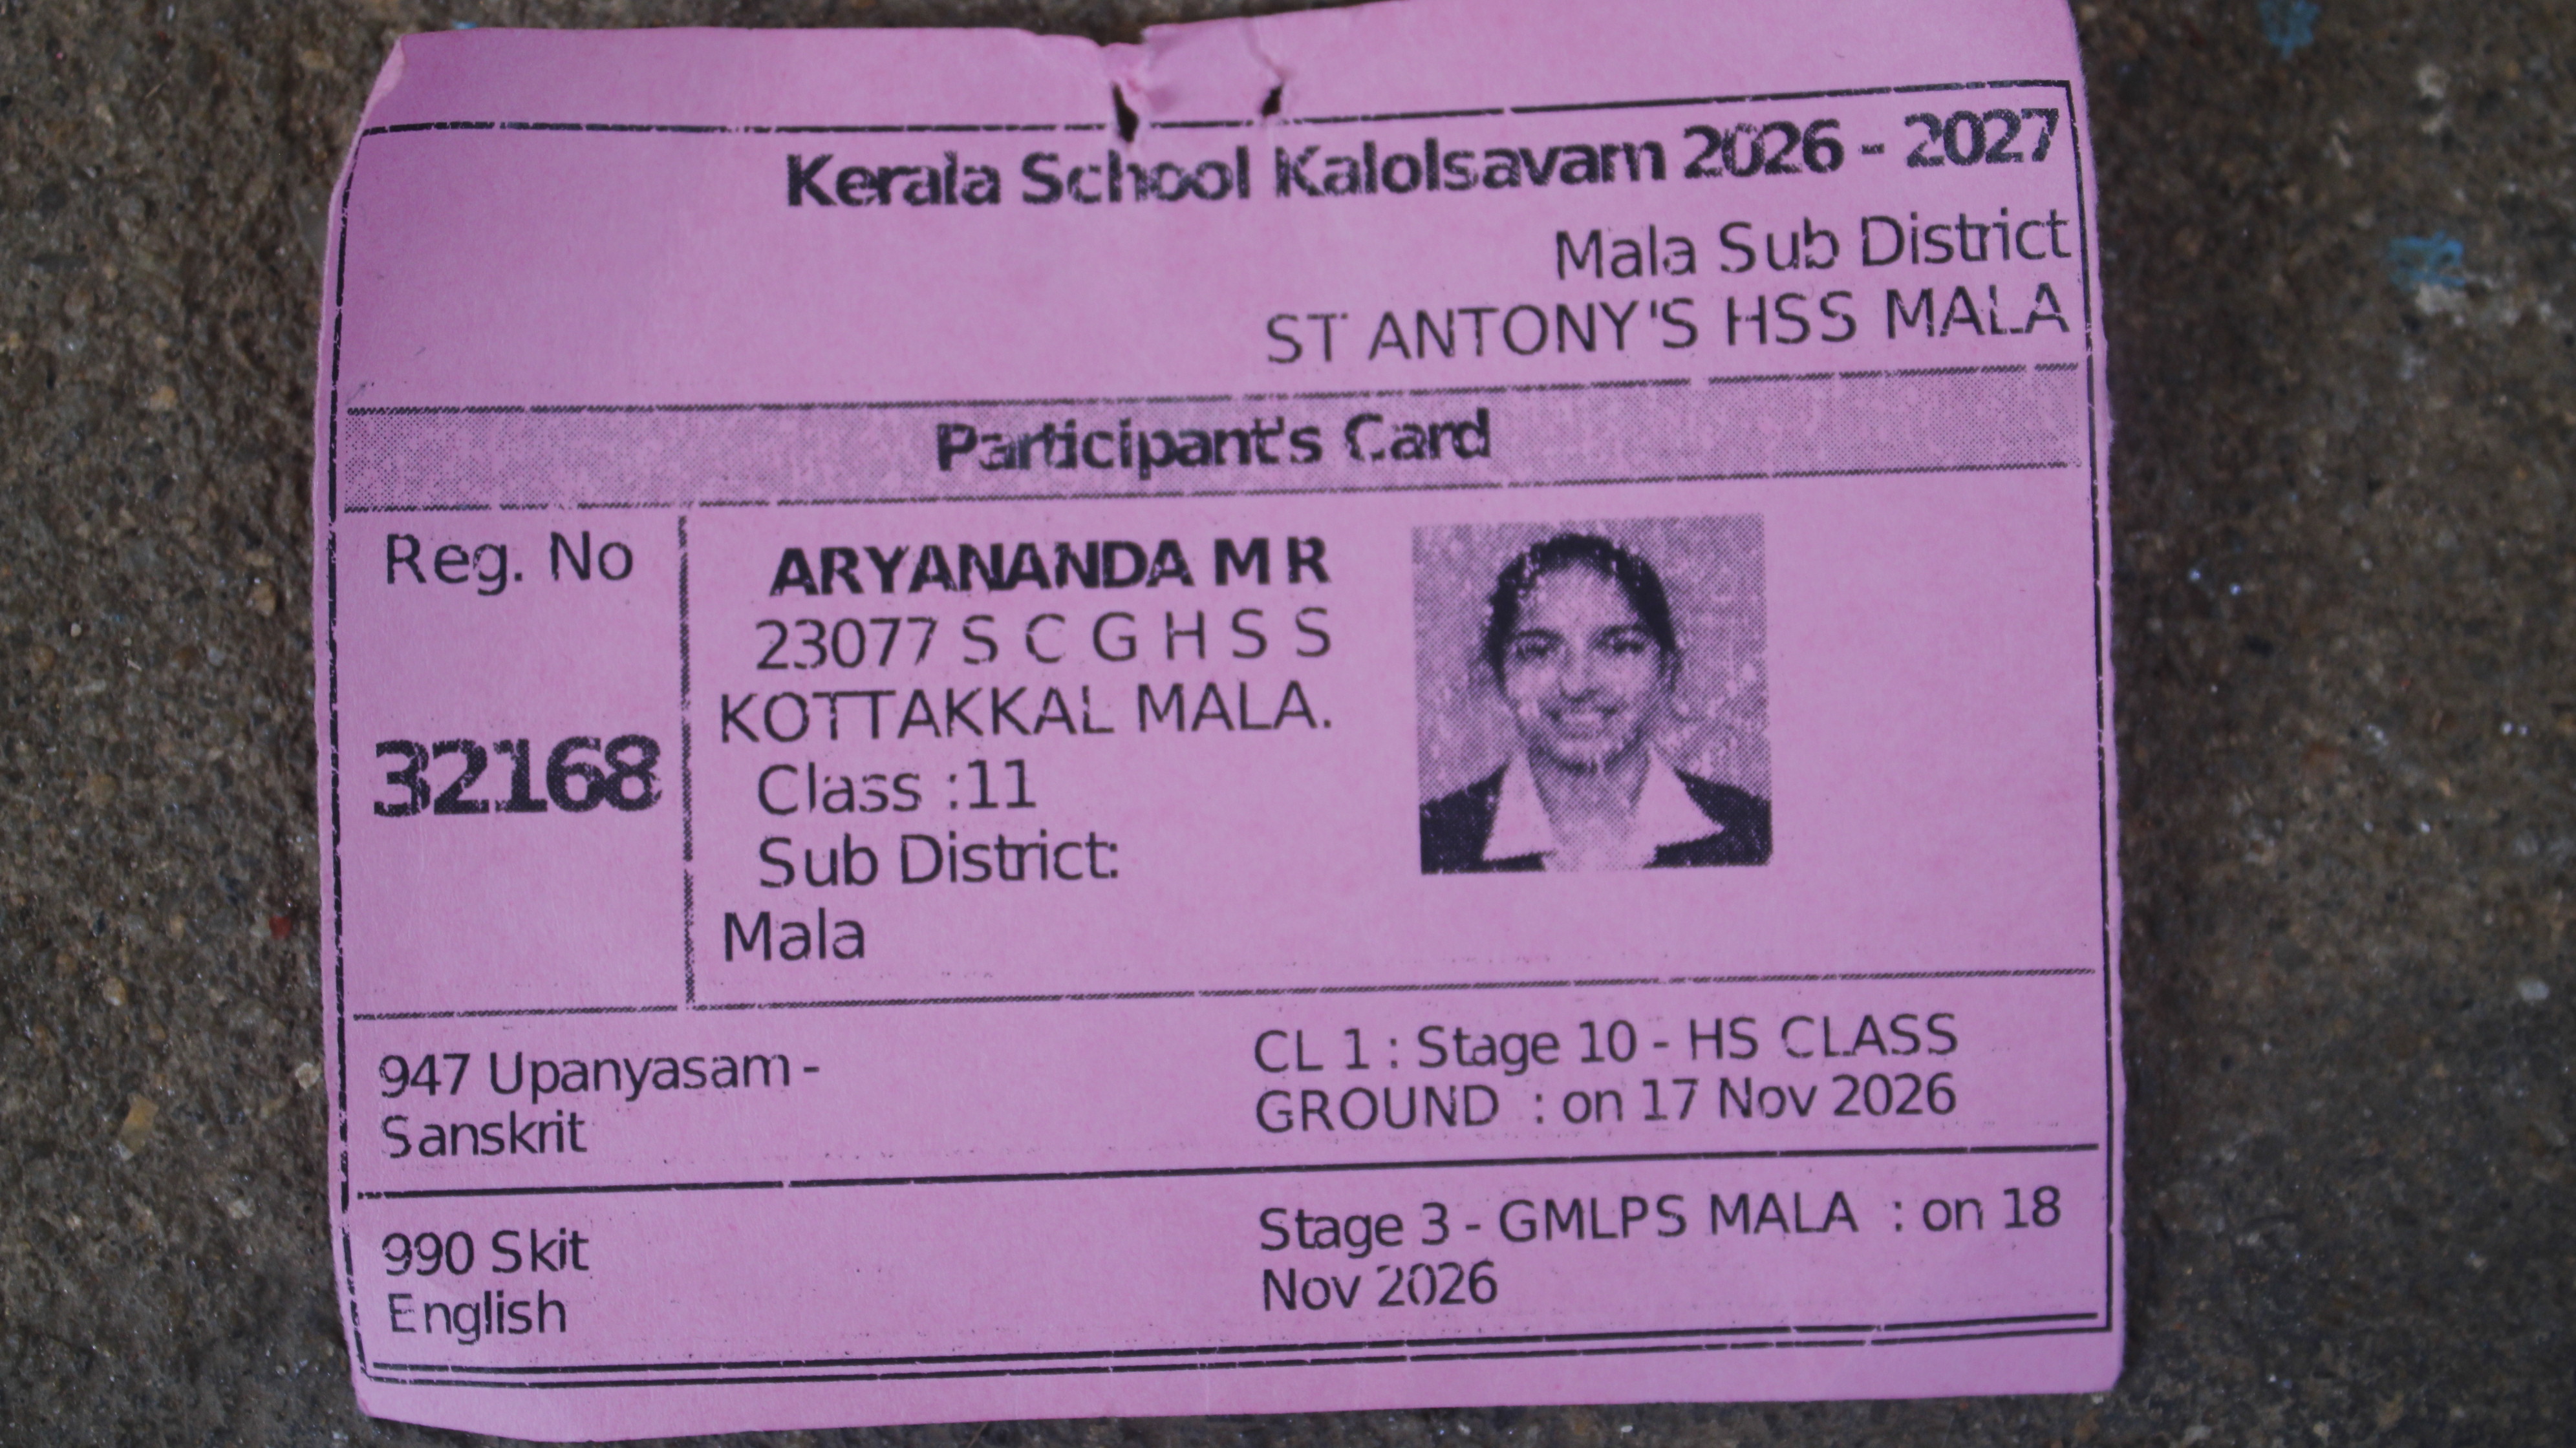 Kerala School Kalolsavam 2026 - 2027
Mala Sub District
ST ANTONY'S HSS MALA
Participant's Card
Reg. No
32168
ARYANANDA M R
23077 S C G H S S
KOTTAKKAL MALA.
Class :11
Sub District:
Mala
947 Upanyasam -
Sanskrit
CL 1 : Stage 10 - HS CLASS
GROUND : on 17 Nov 2026
990 Skit
English
Stage 3 - GMLPS MALA : on 18
Nov 2026